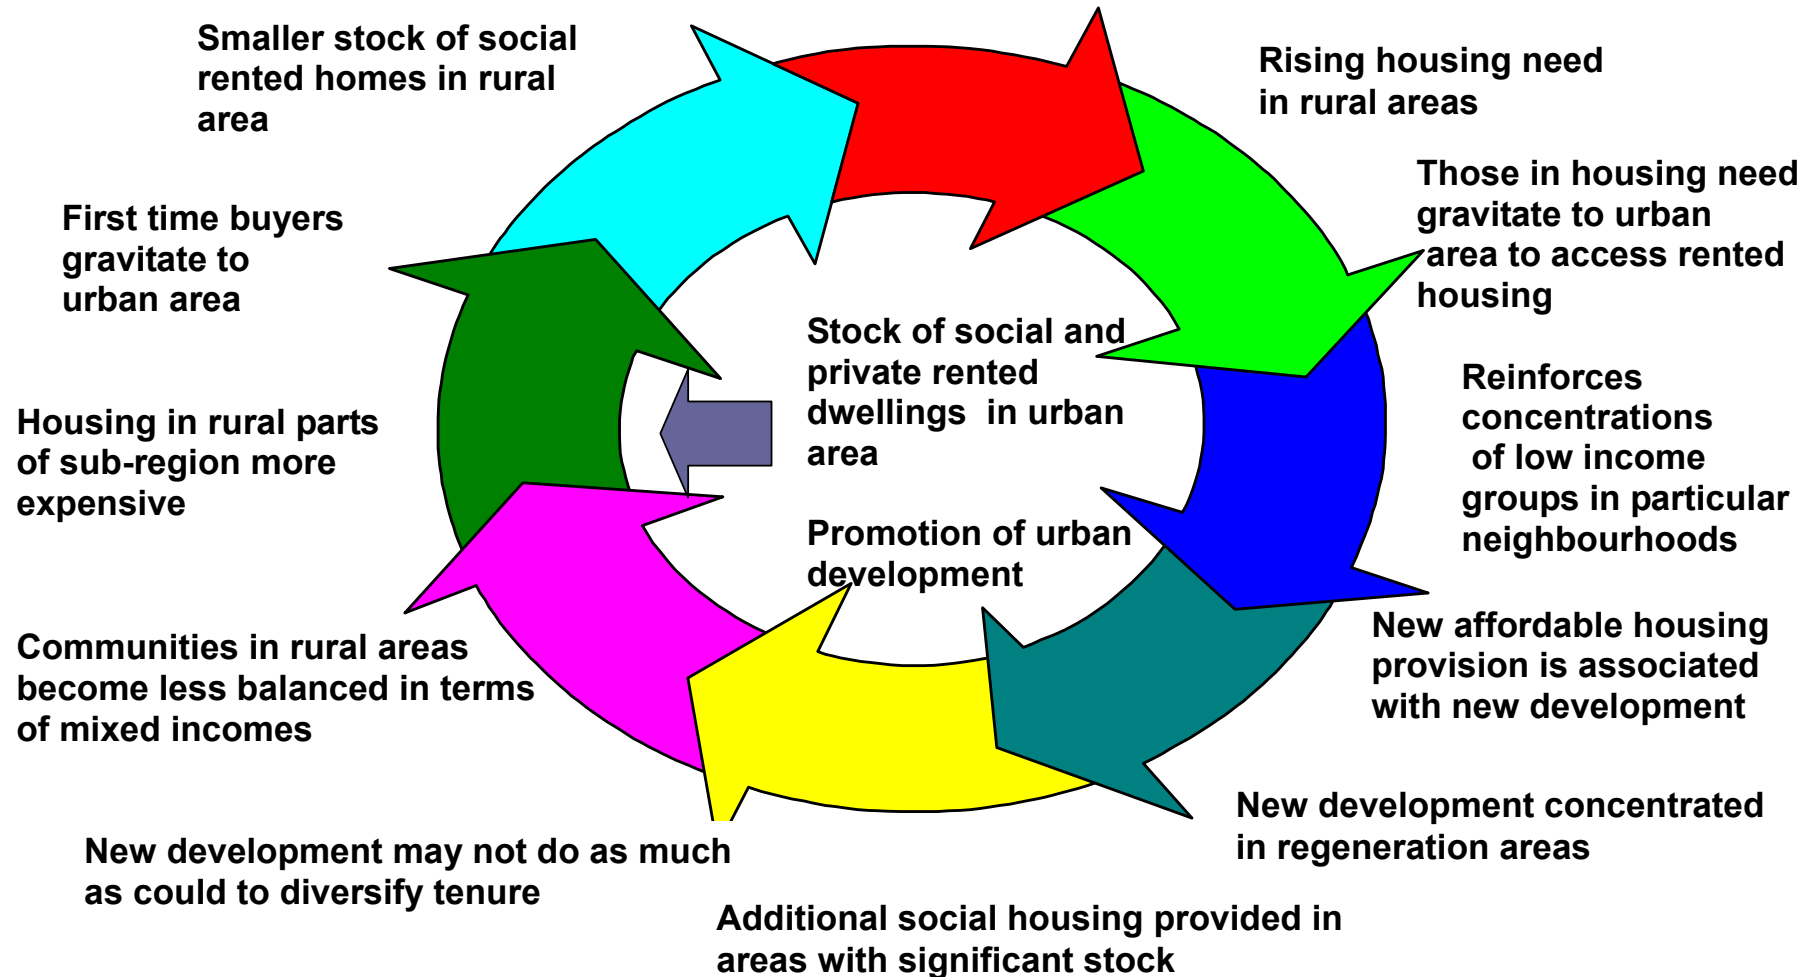 Smaller stock of social
rented homes in rural
area
Rising housing need
in rural areas
Those in housing need
gravitate to urban
area to access rented
housing
First time buyers
gravitate to
urban area
Stock of social and
private rented
dwellings in urban
area
Reinforces
concentrations
of low income
groups in particular
neighbourhoods
Housing in rural parts
of sub-region more
expensive
Promotion of urban
development
New affordable housing
provision is associated
with new development
Communities in rural areas
become less balanced in terms
of mixed incomes
New development concentrated
in regeneration areas
New development may not do as much
as could to diversify tenure
Additional social housing provided in
areas with significant stock